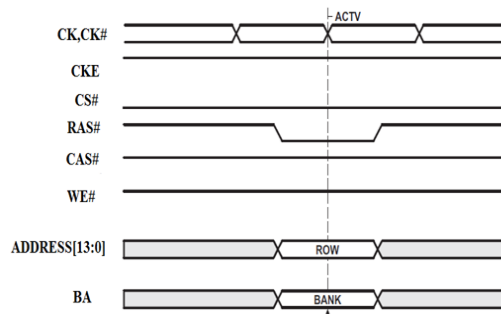 ACTV
CK,CK#
CKE
CS#
RAS#
CAS#
WE#
ADDRESS[13:0]
ROW
BA
BANK